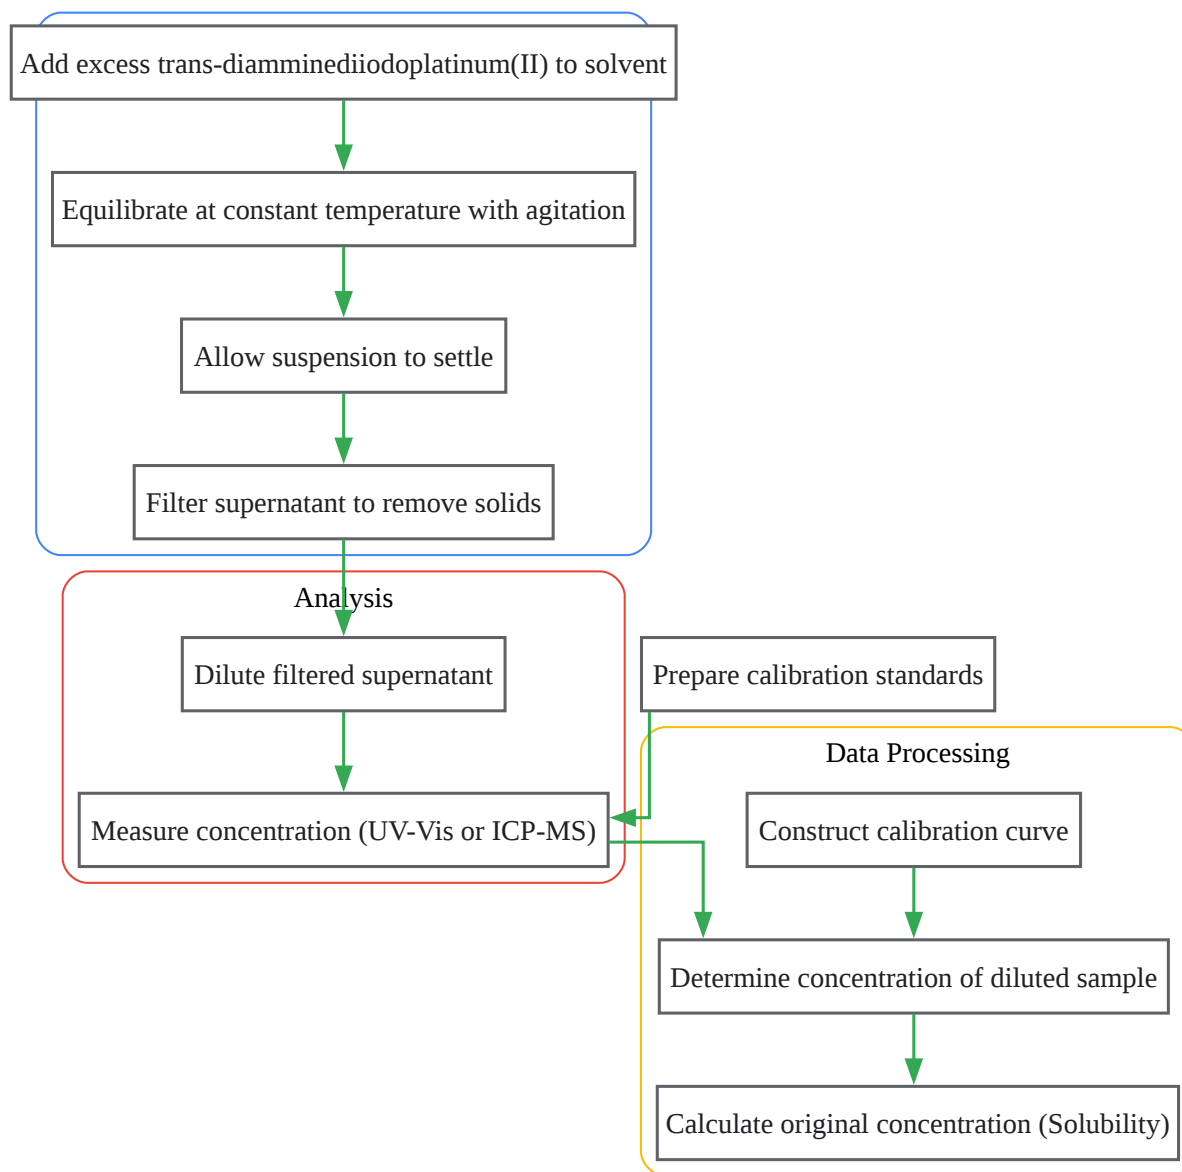 Add excess trans-diamminediiodoplatinum(II) to solvent
Equilibrate at constant temperature with agitation
Allow suspension to settle
Filter supernatant to remove solids
Analysis
Dilute filtered supernatant
Prepare calibration standards
Data Processing
Measure concentration (UV-Vis or ICP-MS)
Construct calibration curve
Determine concentration of diluted sample
Calculate original concentration (Solubility)